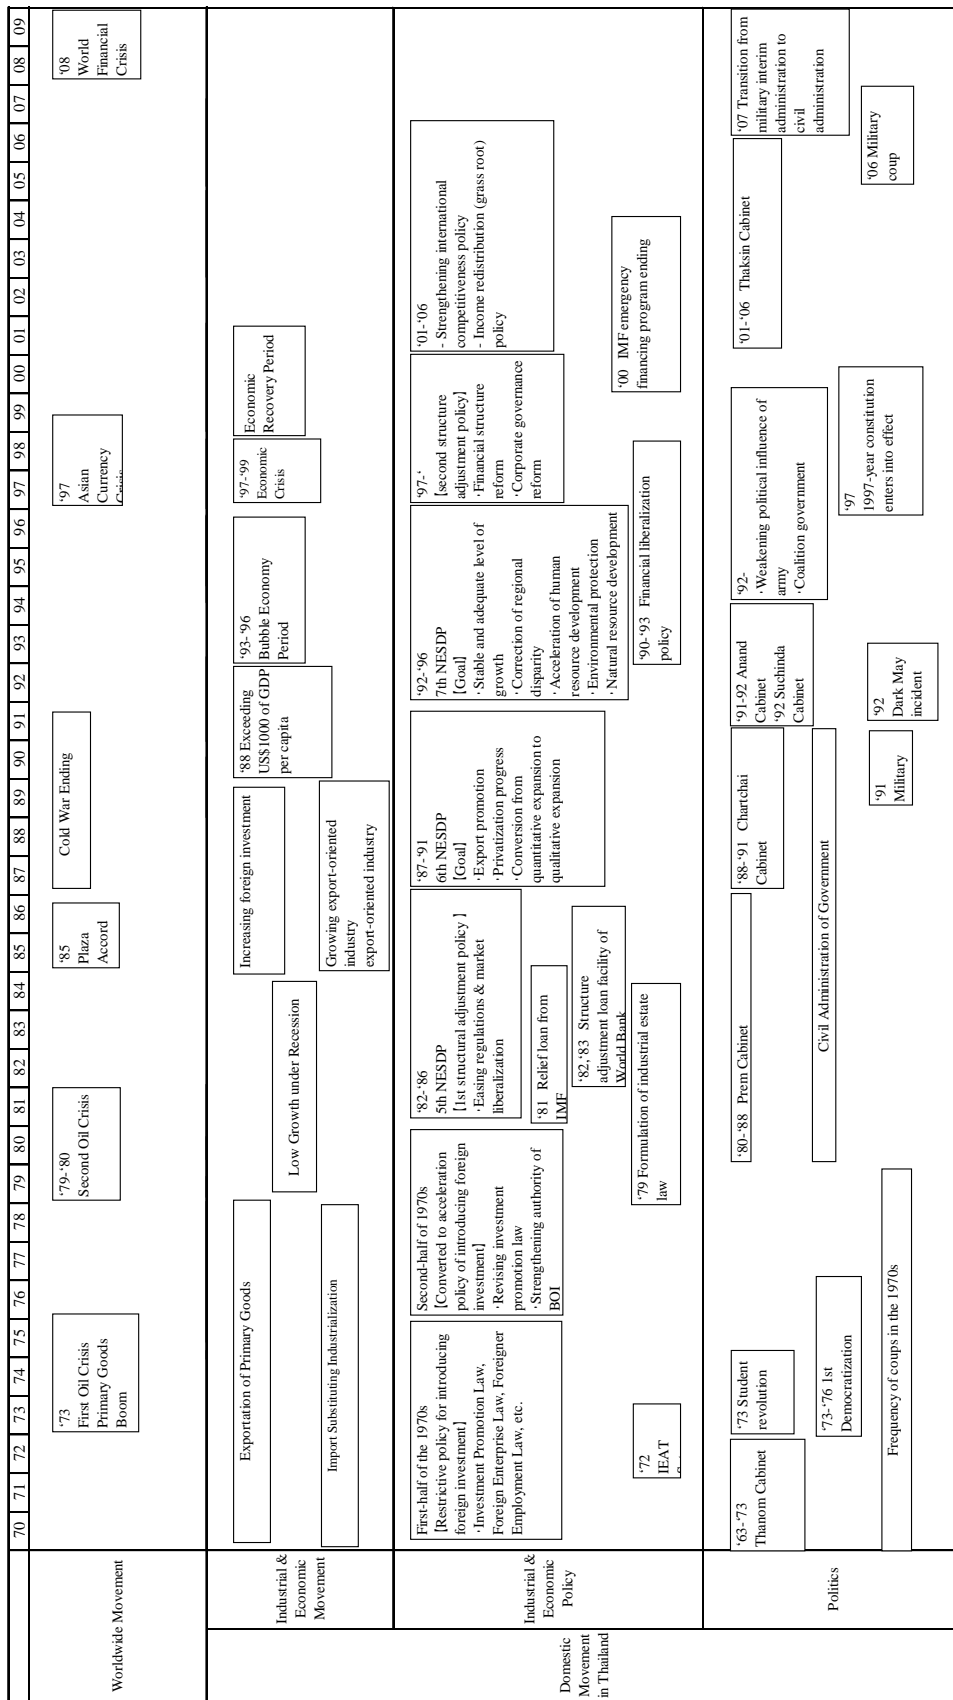 70 71 72 73 74 75 76 77 78 79 80 81 82 83 84 85 86 87 88 89 90 91 92 93 94 95 96 97 98 99 00 01 02 03 04 05 06 07 08 09
Worldwide Movement
‘73
First Oil Crisis
Primary Goods
Boom
‘79-‘80
Second Oil Crisis
‘85
Plaza
Accord
Cold War Ending
‘97
Asian
Currency
Crisis
‘08
World
Financial
Crisis
Domestic
Movement
in Thailand
Industrial &
Economic
Movement
Exportation of Primary Goods
Import Substituting Industrialization
Low Growth under Recession
Increasing foreign investment
Growing export-oriented
industry
export-oriented industry
‘88 Exceeding
US$1000 of GDP
per capita
‘93-‘96
Bubble Economy
Period
‘97-‘99
Economic
Crisis
Economic
Recovery Period
Industrial &
Economic
Policy
First-half of the 1970s
【Restrictive policy for introducing
foreign investment】
・Investment Promotion Law,
Foreign Enterprise Law, Foreigner
Employment Law, etc.
‘72
IEAT
Second-half of 1970s
【Converted to acceleration
policy of introducing foreign
investment】
・Revising investment
promotion law
・Strengthening authority of
BOI
‘79 Formulation of industrial estate
law
‘82-‘86
5th NESDP
【1st structural adjustment policy】
・Easing regulations & market
liberalization
‘81 Relief loan from
IMF
‘82,‘83 Structure
adjustment loan facility of
World Bank
‘87-‘91
6th NESDP
【Goal】
・Export promotion
・Privatization progress
・Conversion from
quantitative expansion to
qualitative expansion
‘92-‘96
7th NESDP
【Goal】
・Stable and adequate level of
growth
・Correction of regional
disparity
・Acceleration of human
resource development
・Environmental protection
・Natural resource development
‘90-‘93 Financial liberalization
policy
‘97-‘
【second structure
adjustment policy】
・Financial structure
reform
・Corporate governance
reform
‘00 IMF emergency
financing program ending
‘01-‘06
- Strengthening international
competitiveness policy
- Income redistribution (grass root)
policy
Politics
‘63-‘73
Thanom Cabinet
‘73 Student
revolution
‘73-‘76 1st
Democratization
Frequency of coups in the 1970s
‘80-‘88 Prem Cabinet
Civil Administration of Government
‘88-‘91 Chartchai
Cabinet
‘91
Military
‘91-92 Anand
Cabinet
‘92 Suchinda
Cabinet
‘92
Dark May
incident
‘92-
・Weakening political influence of
army
・Coalition government
‘97
1997-year constitution
enters into effect
‘01-‘06 Thaksin Cabinet
‘06 Military
coup
‘07 Transition from
military interim
administration to
civil
administration